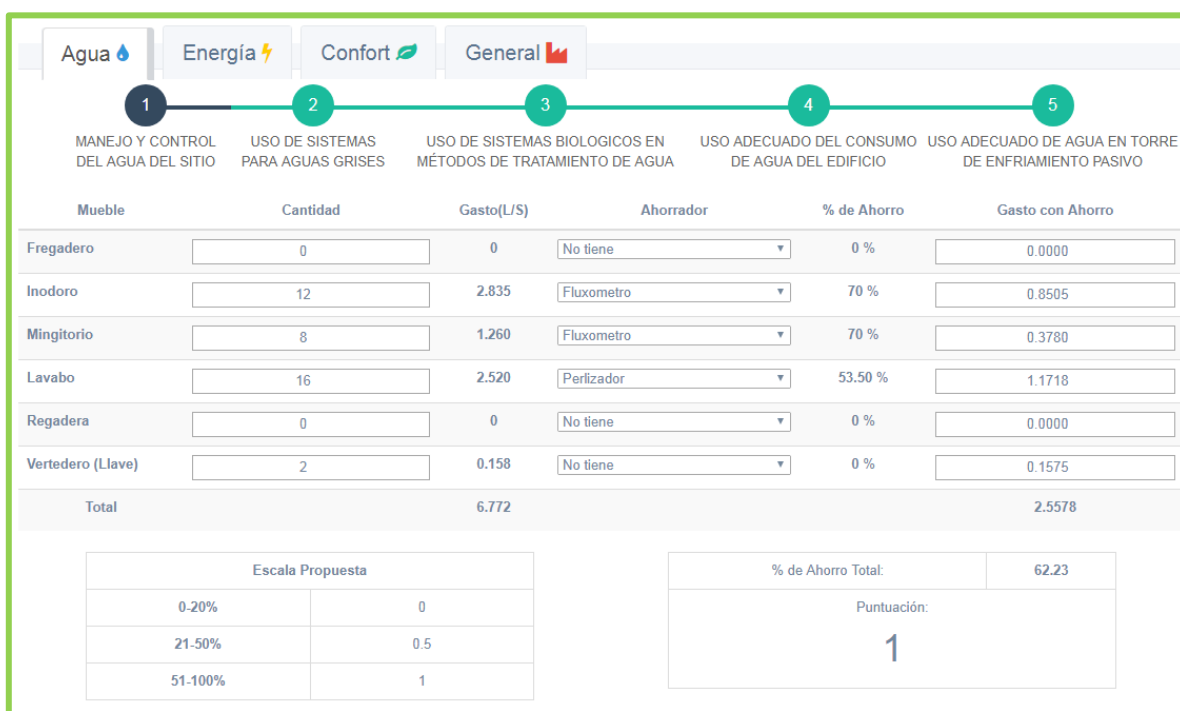 Agua Energía Confort General
1 2 3 4 5
MANEJO Y CONTROL DEL AGUA DEL SITIO
USO DE SISTEMAS PARA AGUAS GRISES
USO DE SISTEMAS BIOLOGICOS EN MÉTODOS DE TRATAMIENTO DE AGUA
USO ADECUADO DEL CONSUMO DE AGUA DEL EDIFICIO
USO ADECUADO DE AGUA EN TORRE DE ENFRIAMIENTO PASIVO
Mueble Cantidad Gasto(L/S) Ahorrador % de Ahorro Gasto con Ahorro
Fregadero 0 0 No tiene 0 % 0.0000
Inodoro 12 2.835 Fluxometro 70 % 0.8505
Mingitorio 8 1.260 Fluxometro 70 % 0.3780
Lavabo 16 2.520 Perlizador 53.50 % 1.1718
Regadera 0 0 No tiene 0 % 0.0000
Vertedero (Llave) 2 0.158 No tiene 0 % 0.1575
Total 6.772 2.5578
Escala Propuesta
0-20% 0
21-50% 0.5
51-100% 1
% de Ahorro Total: 62.23
Puntuación:
1